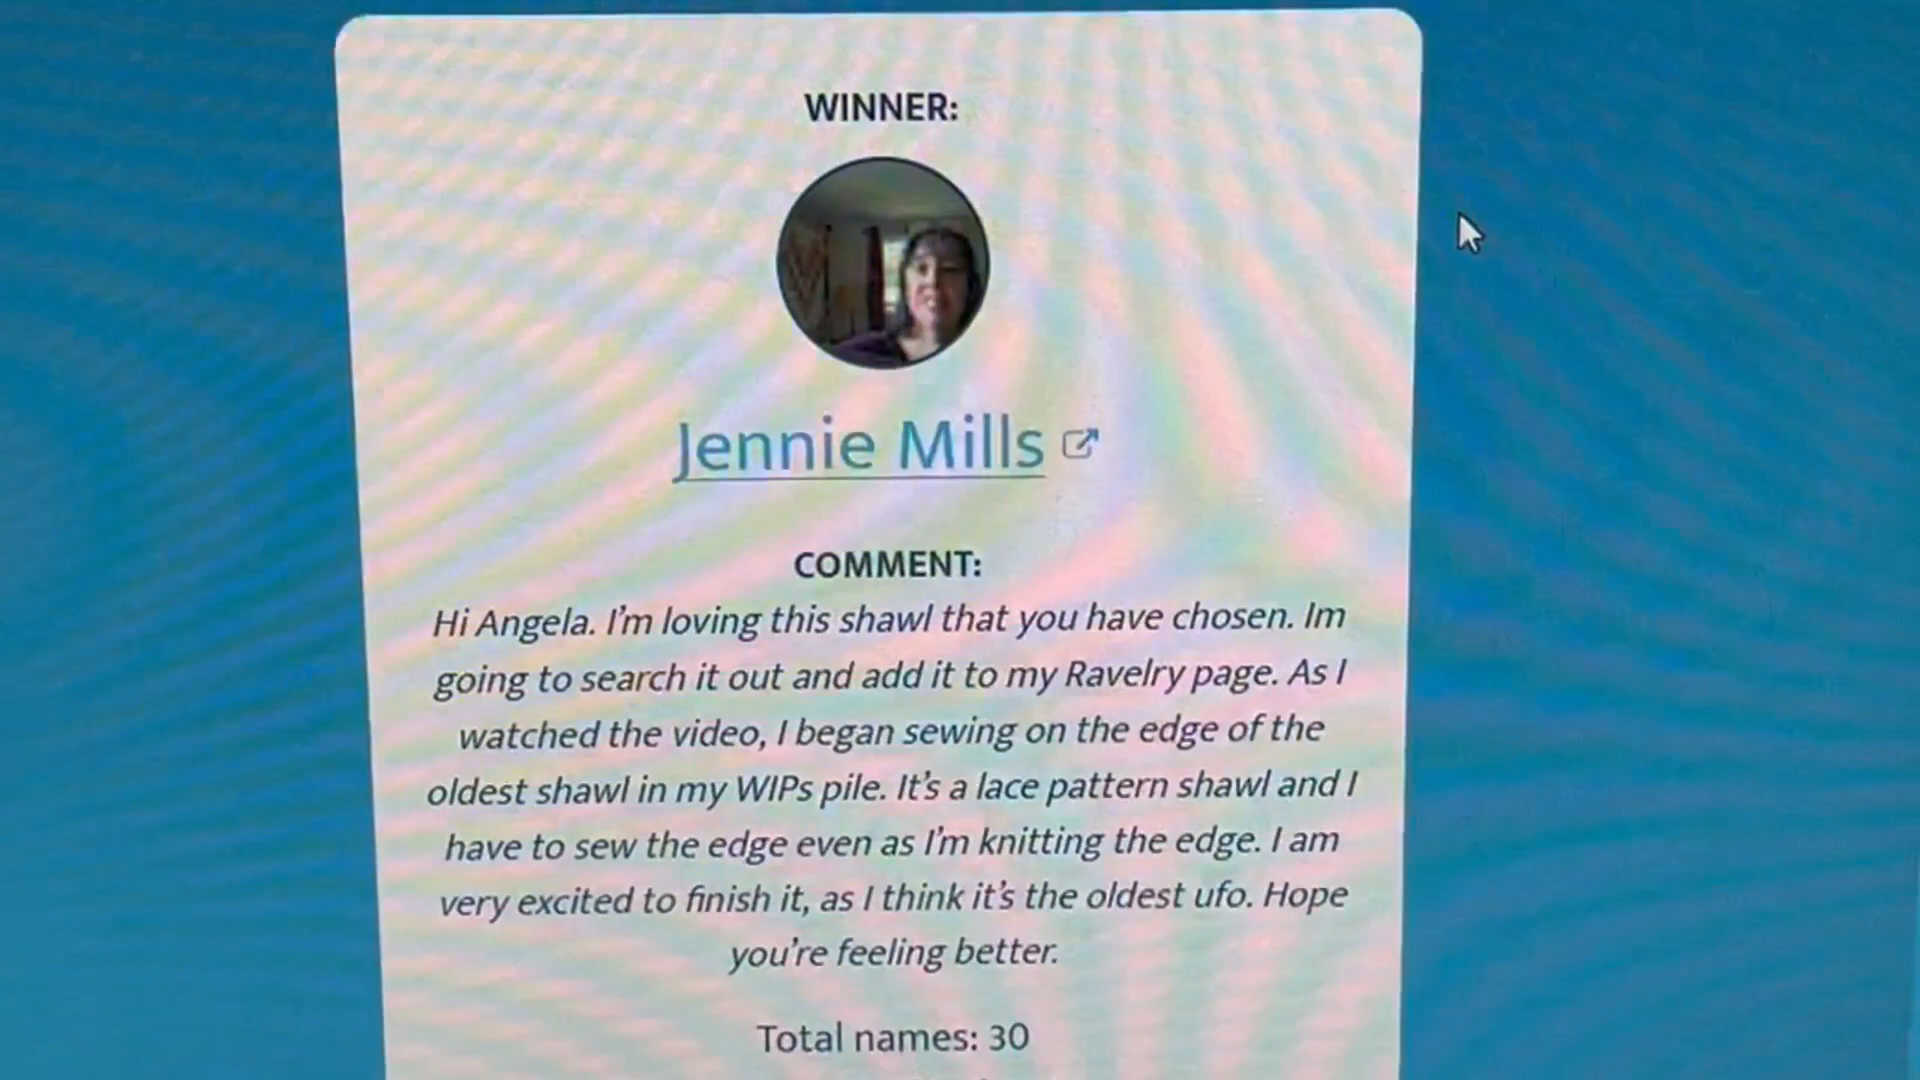 WINNER:
Jennie Mills
COMMENT:
Hi Angela. I'm loving this shawl that you have chosen. Im
going to search it out and add it to my Ravelry page. As I
watched the video, I began sewing on the edge of the
oldest shawl in my WIPs pile. It's a lace pattern shawl and I
have to sew the edge even as I'm knitting the edge. I am
very excited to finish it, as I think it's the oldest ufo. Hope
you're feeling better.
Total names: 30